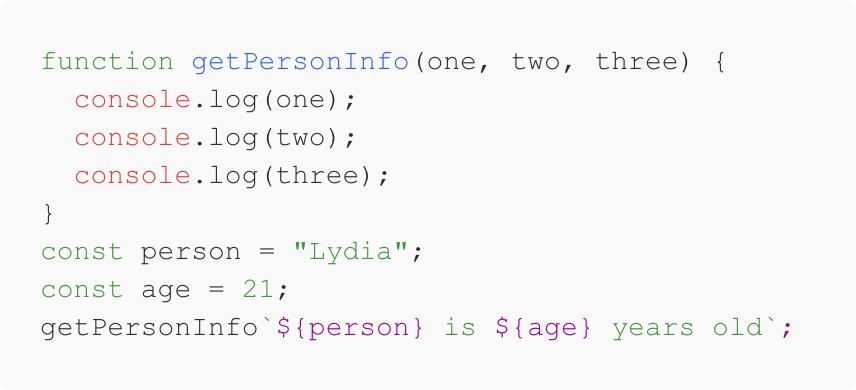 function getPersonInfo(one, two, three) {
  console.log(one);
  console.log(two);
  console.log(three);
}
const person = "Lydia";
const age = 21;
getPersonInfo`${person} is ${age} years old`;